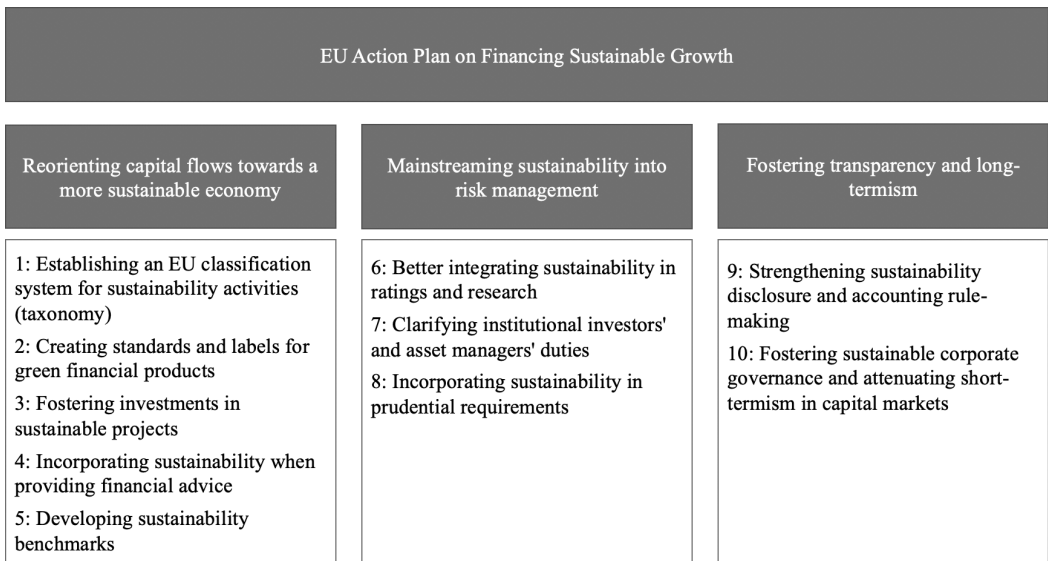 EU Action Plan on Financing Sustainable Growth
Reorienting capital flows towards a
more sustainable economy
1: Establishing an EU classification
system for sustainability activities
(taxonomy)
2: Creating standards and labels for
green financial products
3: Fostering investments in
sustainable projects
4: Incorporating sustainability when
providing financial advice
5: Developing sustainability
benchmarks
Mainstreaming sustainability into
risk management
6: Better integrating sustainability in
ratings and research
7: Clarifying institutional investors'
and asset managers' duties
8: Incorporating sustainability in
prudential requirements
Fostering transparency and long-
termism
9: Strengthening sustainability
disclosure and accounting rule-
making
10: Fostering sustainable corporate
governance and attenuating short-
termism in capital markets